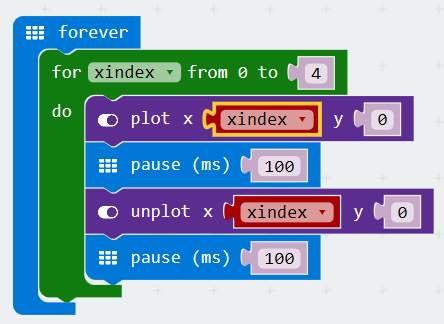 forever
for xindex from 0 to 4
do plot x xindex y 0
pause (ms) 100
unplot x xindex y 0
pause (ms) 100